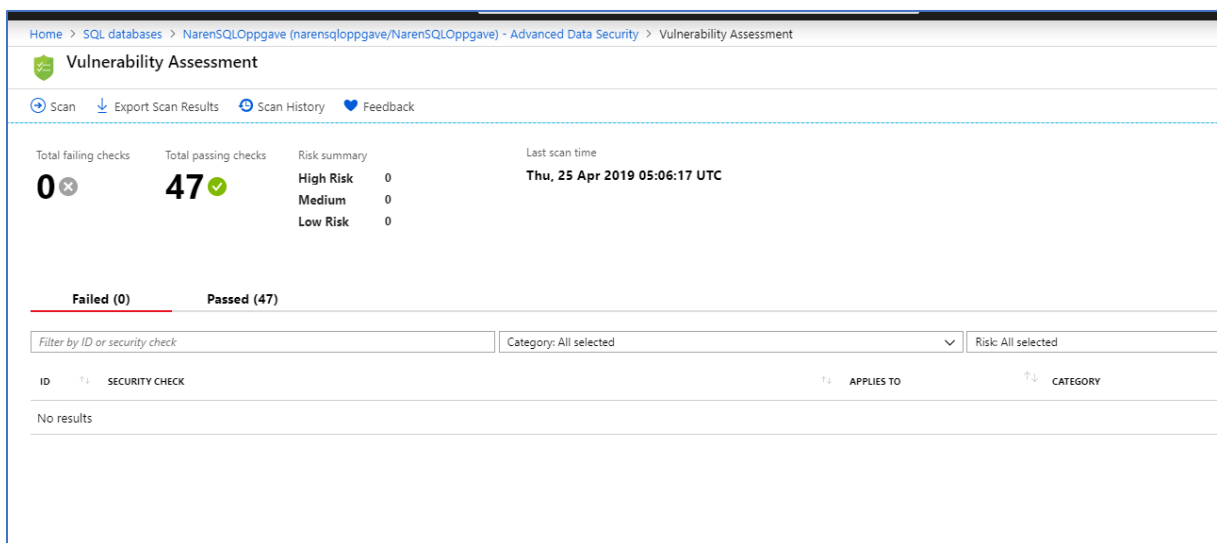 Home > SQL databases > NarenSQLOppgave (narensqloppgave/NarenSQLOppgave) - Advanced Data Security > Vulnerability Assessment
Vulnerability Assessment
Scan Export Scan Results Scan History Feedback
Total failing checks Total passing checks Risk summary Last scan time
0 47 High Risk 0 Thu, 25 Apr 2019 05:06:17 UTC
Medium 0
Low Risk 0
Failed (0) Passed (47)
Filter by ID or security check Category: All selected Risk: All selected
ID SECURITY CHECK APPLIES TO CATEGORY
No results